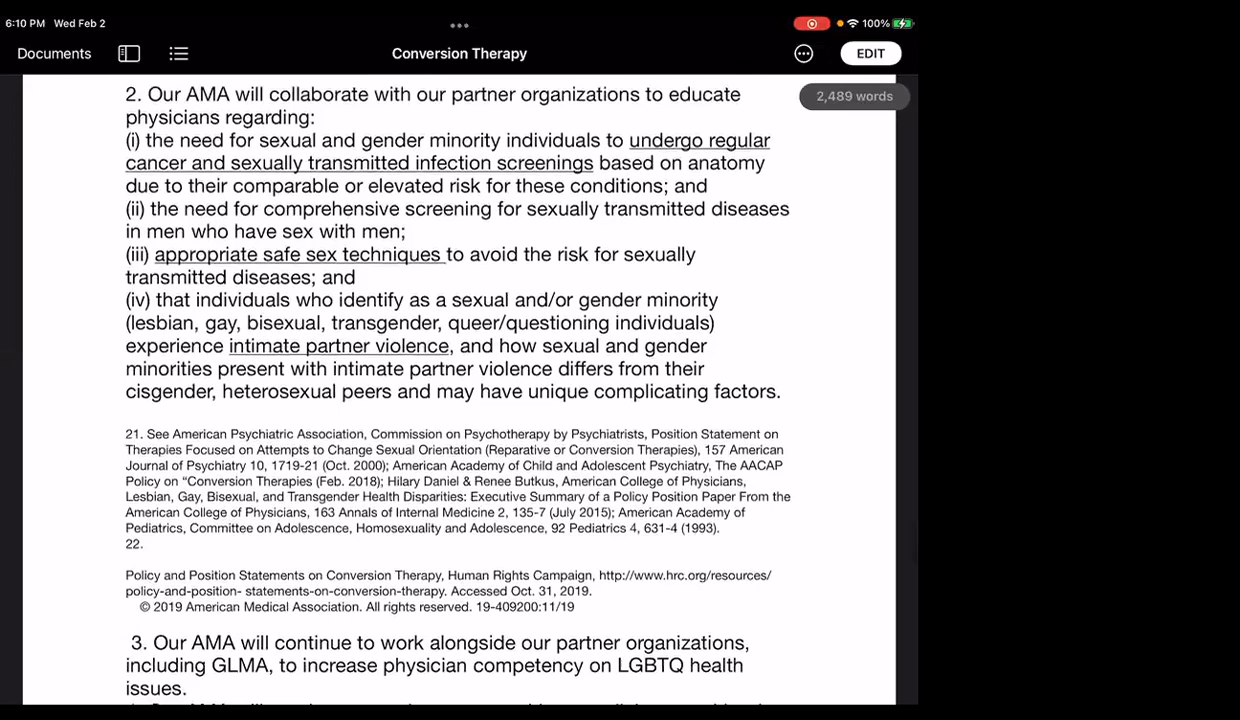 6:10 PM Wed Feb 2
100%
Documents
Conversion Therapy
EDIT
2,489 words
2. Our AMA will collaborate with our partner organizations to educate
physicians regarding:
(i) the need for sexual and gender minority individuals to undergo regular
cancer and sexually transmitted infection screenings based on anatomy
due to their comparable or elevated risk for these conditions; and
(ii) the need for comprehensive screening for sexually transmitted diseases
in men who have sex with men;
(iii) appropriate safe sex techniques to avoid the risk for sexually
transmitted diseases; and
(iv) that individuals who identify as a sexual and/or gender minority
(lesbian, gay, bisexual, transgender, queer/questioning individuals)
experience intimate partner violence, and how sexual and gender
minorities present with intimate partner violence differs from their
cisgender, heterosexual peers and may have unique complicating factors.
21. See American Psychiatric Association, Commission on Psychotherapy by Psychiatrists, Position Statement on
Therapies Focused on Attempts to Change Sexual Orientation (Reparative or Conversion Therapies), 157 American
Journal of Psychiatry 10, 1719-21 (Oct. 2000); American Academy of Child and Adolescent Psychiatry, The AACAP
Policy on “Conversion Therapies (Feb. 2018); Hilary Daniel & Renee Butkus, American College of Physicians,
Lesbian, Gay, Bisexual, and Transgender Health Disparities: Executive Summary of a Policy Position Paper From the
American College of Physicians, 163 Annals of Internal Medicine 2, 135-7 (July 2015); American Academy of
Pediatrics, Committee on Adolescence, Homosexuality and Adolescence, 92 Pediatrics 4, 631-4 (1993).
22.
Policy and Position Statements on Conversion Therapy, Human Rights Campaign, http://www.hrc.org/resources/
policy-and-position- statements-on-conversion-therapy. Accessed Oct. 31, 2019.
© 2019 American Medical Association. All rights reserved. 19-409200:11/19
3. Our AMA will continue to work alongside our partner organizations,
including GLMA, to increase physician competency on LGBTQ health
issues.